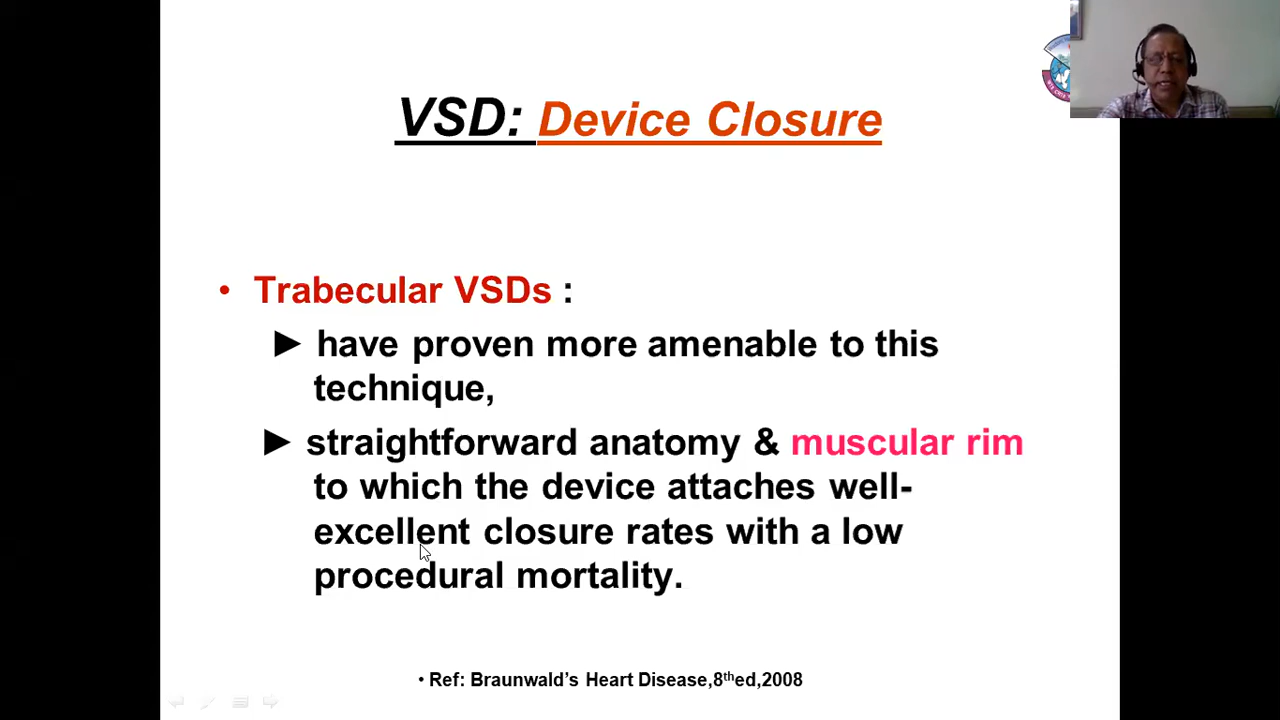 VSD: Device Closure
• Trabecular VSDs :
► have proven more amenable to this
technique,
► straightforward anatomy & muscular rim
to which the device attaches well-
excellent closure rates with a low
procedural mortality.
• Ref: Braunwald's Heart Disease,8thed,2008